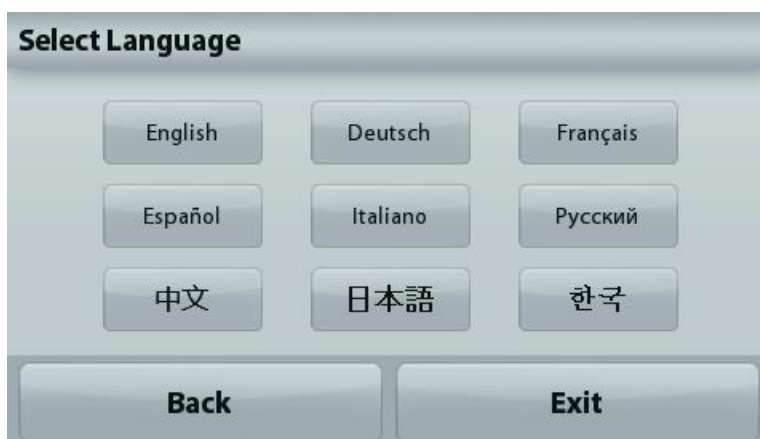 Select Language
English Deutsch Français
Español Italiano Русский
中文 日本語 한국
Back Exit